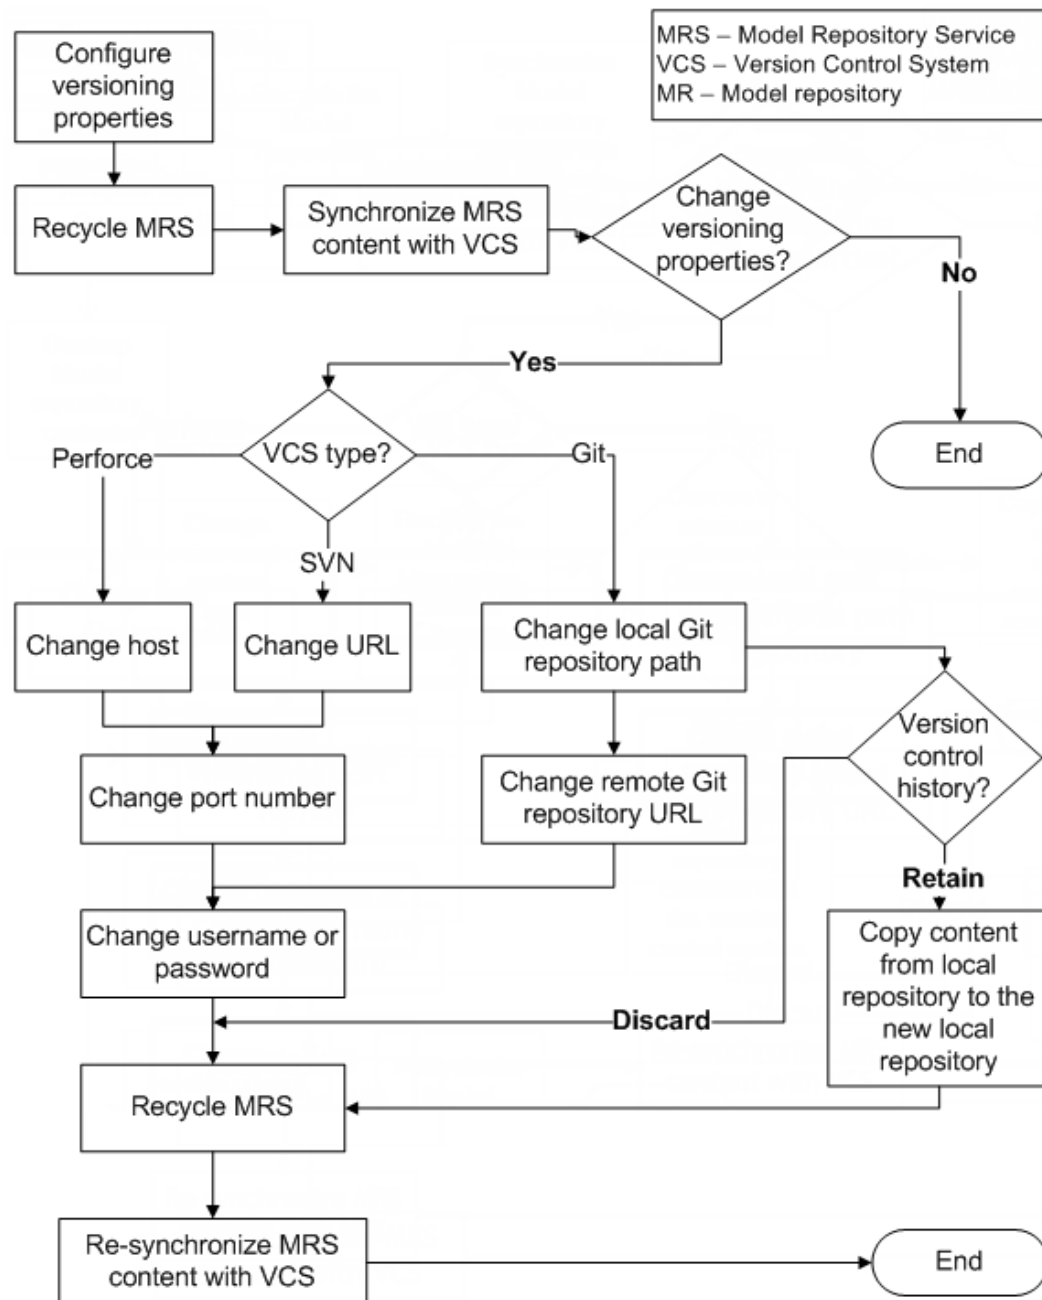 MRS – Model Repository Service
VCS – Version Control System
MR – Model repository
Configure
versioning
properties
Recycle MRS
Synchronize MRS
content with VCS
Change
versioning
properties?
No
Yes
End
VCS type?
Perforce
Git
SVN
Change host
Change URL
Change local Git
repository path
Version
control
history?
Change port number
Change remote Git
repository URL
Retain
Change username or
password
Copy content
from local
repository to the
new local
repository
Discard
Recycle MRS
Re-synchronize MRS
content with VCS
End